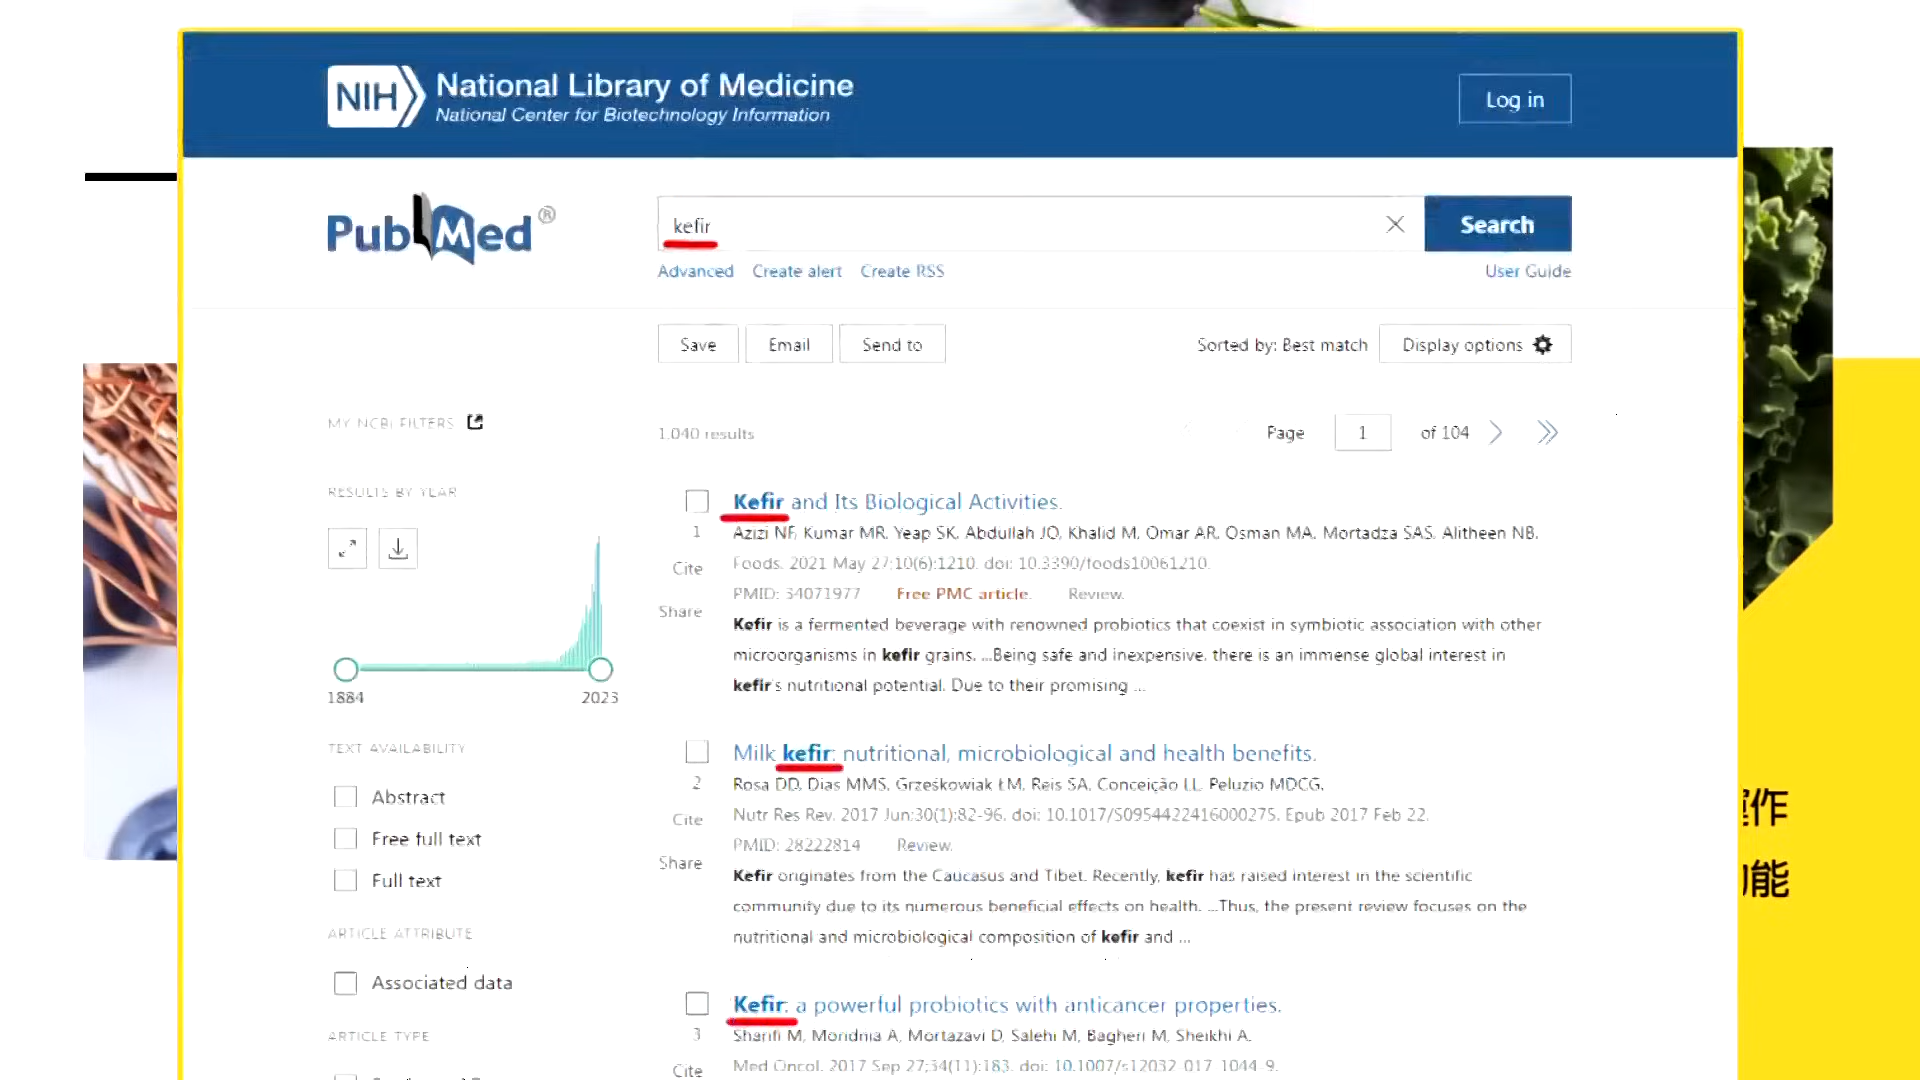 NIH National Library of Medicine
National Center for Biotechnology Information
Log in
PubMed®
kefir
Search
Advanced Create alert Create RSS
User Guide
Save Email Send to
Sorted by: Best match
Display options
MY NCBI FILTERS
1,040 results
Page 1 of 104
RESULTS BY YEAR
1884 2023
TEXT AVAILABILITY
Abstract
Free full text
Full text
ARTICLE ATTRIBUTE
Associated data
ARTICLE TYPE
Kefir and Its Biological Activities.
1
Azizi NF, Kumar MR, Yeap SK, Abdullah JO, Khalid M, Omar AR, Osman MA, Mortadza SAS, Alitheen NB.
Cite
Foods. 2021 May 27;10(6):1210. doi: 10.3390/foods10061210.
PMID: 34071977 Free PMC article. Review.
Share
Kefir is a fermented beverage with renowned probiotics that coexist in symbiotic association with other
microorganisms in kefir grains. ...Being safe and inexpensive, there is an immense global interest in
kefir's nutritional potential. Due to their promising ...
Milk kefir: nutritional, microbiological and health benefits.
2
Rosa DD, Dias MMS, Grześkowiak ŁM, Reis SA, Conceição LL, Peluzio MDCG.
Cite
Nutr Res Rev. 2017 Jun;30(1):82-96. doi: 10.1017/S0954422416000275. Epub 2017 Feb 22.
PMID: 28222814 Review.
Share
Kefir originates from the Caucasus and Tibet. Recently, kefir has raised interest in the scientific
community due to its numerous beneficial effects on health. ...Thus, the present review focuses on the
nutritional and microbiological composition of kefir and ...
Kefir: a powerful probiotics with anticancer properties.
3
Sharifi M, Moridnia A, Mortazavi D, Salehi M, Bagheri M, Sheikhi A.
Cite
Med Oncol. 2017 Sep 27;34(11):183. doi: 10.1007/s12032-017-1044-9.
作
能